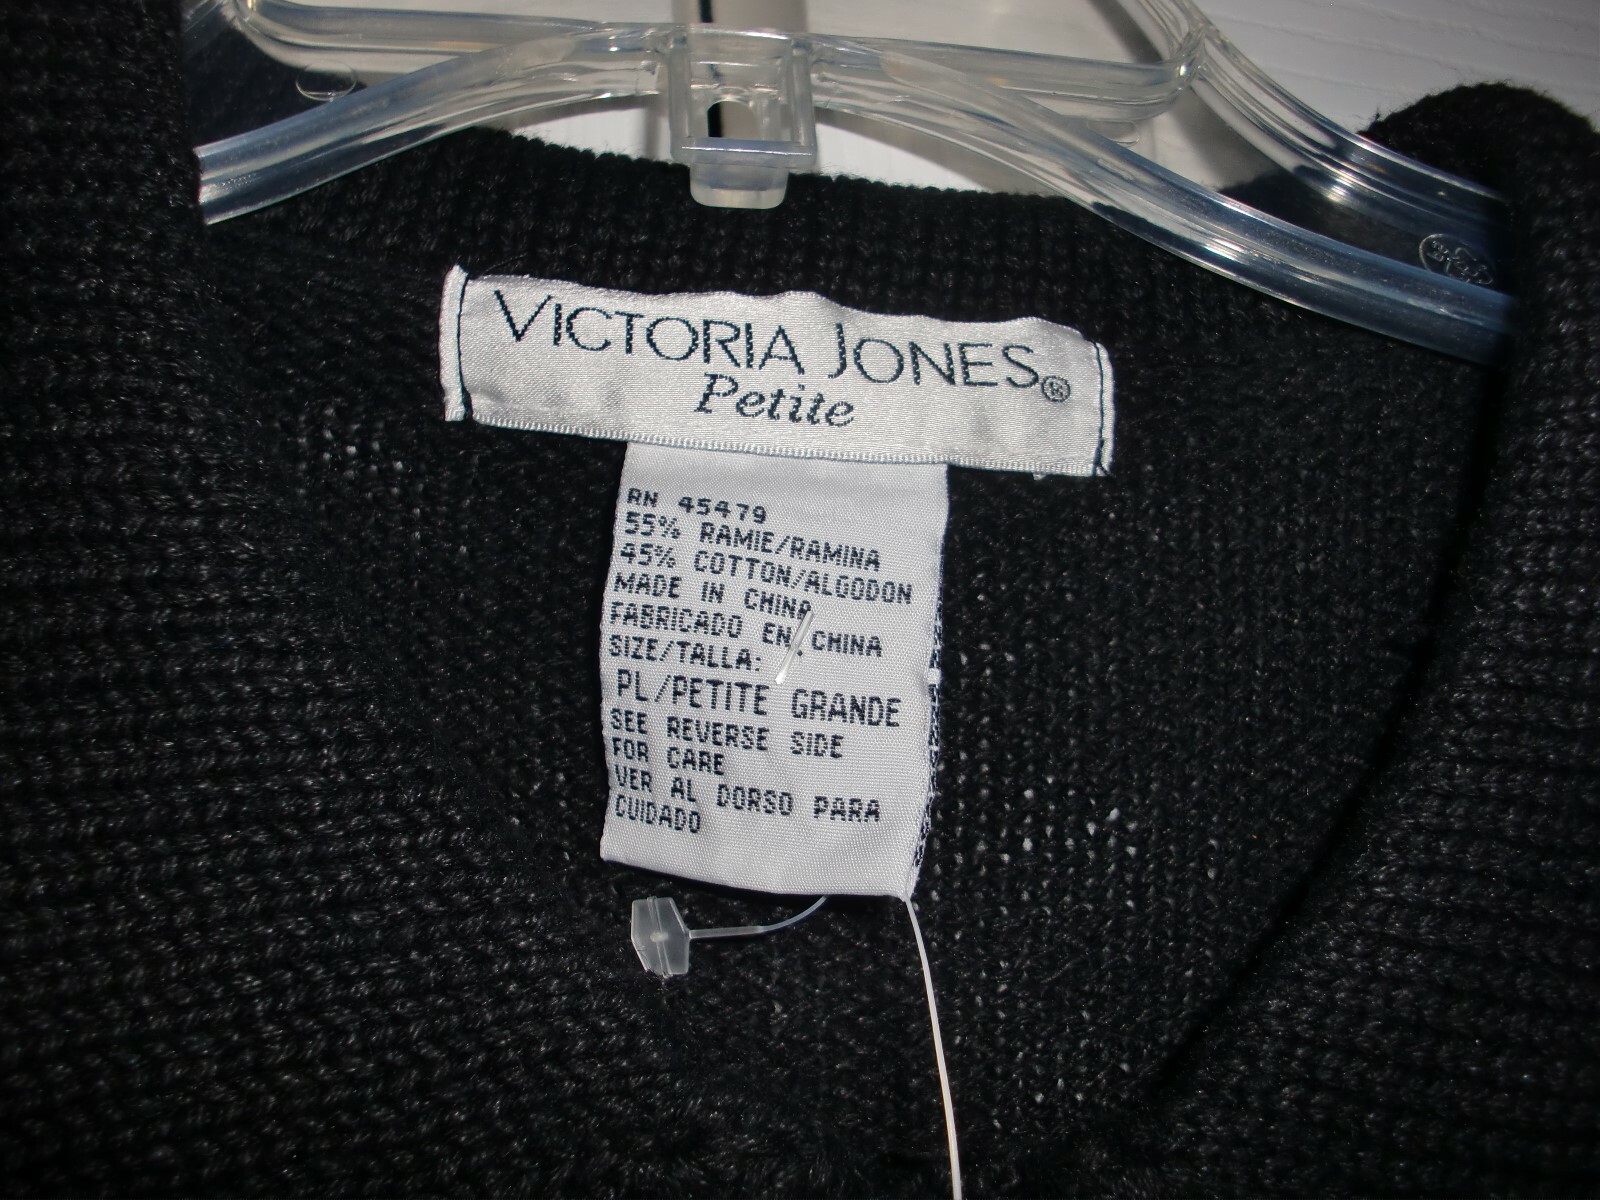 VICTORIA JONES®
Petite
RN 45479
55% RAMIE/RAMINA
45% COTTON/ALGODON
MADE IN CHINA
FABRICADO EN CHINA
SIZE/TALLA:
PL/PETITE GRANDE
SEE REVERSE SIDE
FOR CARE
VER AL DORSO PARA
CUIDADO